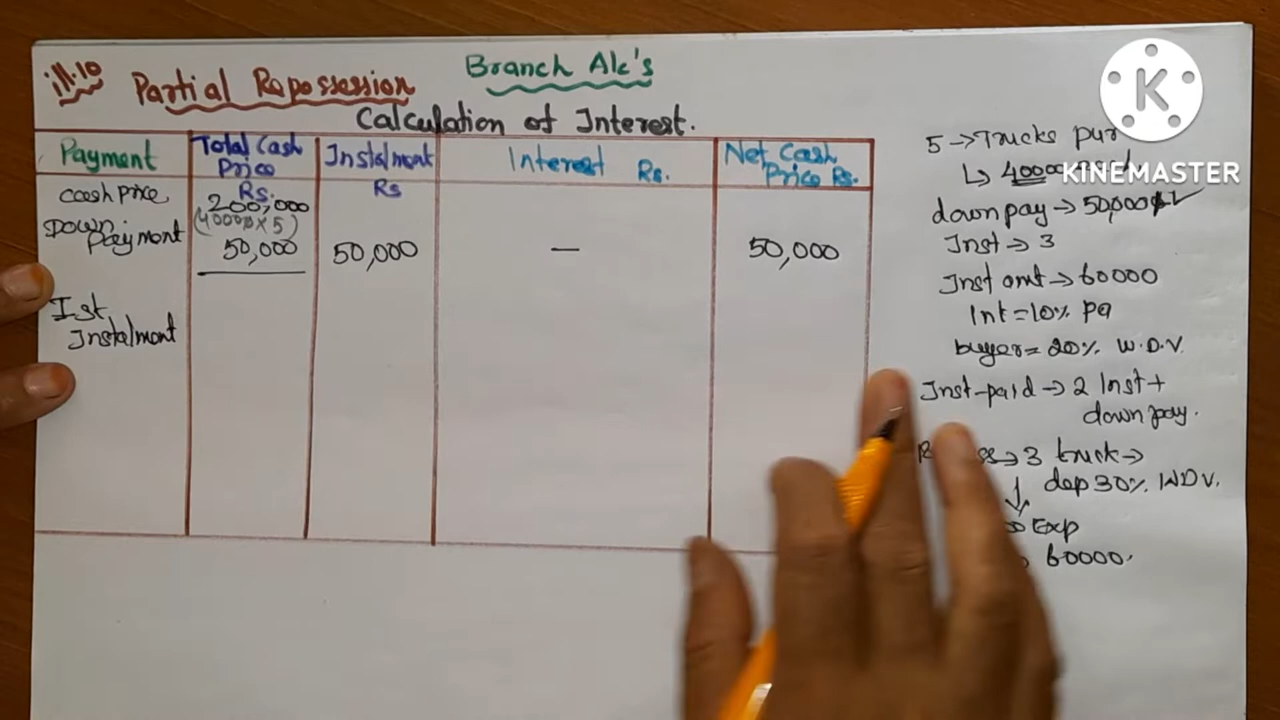 ill.10
Partial Repossession
Branch A/c's
Calculation of Interest.
Payment
Total Cash
Price
Rs.
Instalment
Rs
Interest Rs.
Net Cash
Price Rs.
Cash price
200,000
(40000 x 5)
Down
Payment
50,000
50,000
—
50,000
Ist
Instalment
5 → Trucks pur
↳ 40000
down pay → 50,000
Inst → 3
Inst amt → 60000
Int = 10% pa
buyer = 20% W.D.V.
Inst-paid → 2 Inst +
down pay.
→ 3 truck →
dep 30% WDV.
Exp
60000.
K
KINEMASTER